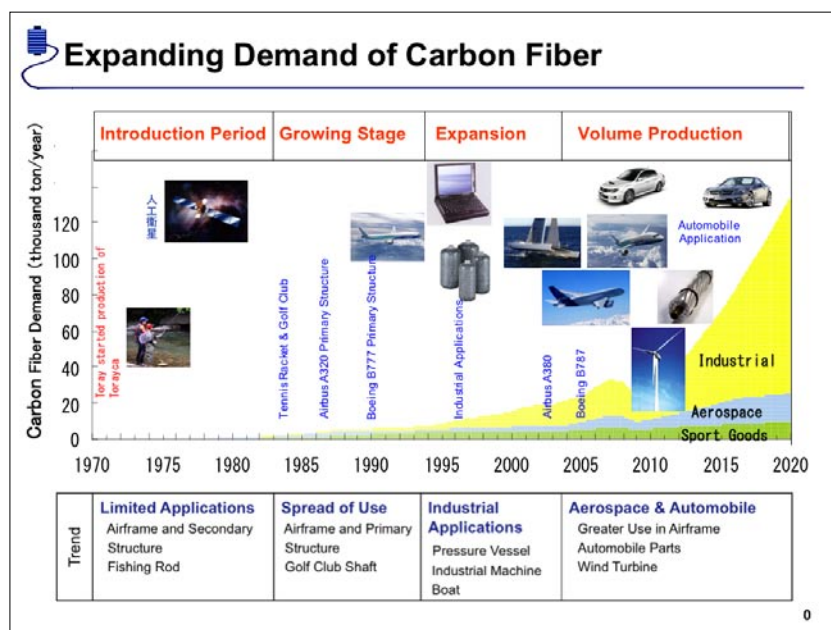 Expanding Demand of Carbon Fiber
Introduction Period
Growing Stage
Expansion
Volume Production
Carbon Fiber Demand (thousand ton/year)
120
100
80
60
40
20
0
Toray started production of
Torayca
人工衛星
Tennis Racket & Golf Club
Airbus A320 Primary Structure
Boeing B777 Primary Structure
Industrial Applications
Airbus A380
Boeing B787
Automobile
Application
Industrial
Aerospace
Sport Goods
1970
1975
1980
1985
1990
1995
2000
2005
2010
2015
2020
Trend
Limited Applications
Airframe and Secondary
Structure
Fishing Rod
Spread of Use
Airframe and Primary
Structure
Golf Club Shaft
Industrial
Applications
Pressure Vessel
Industrial Machine
Boat
Aerospace & Automobile
Greater Use in Airframe
Automobile Parts
Wind Turbine
0